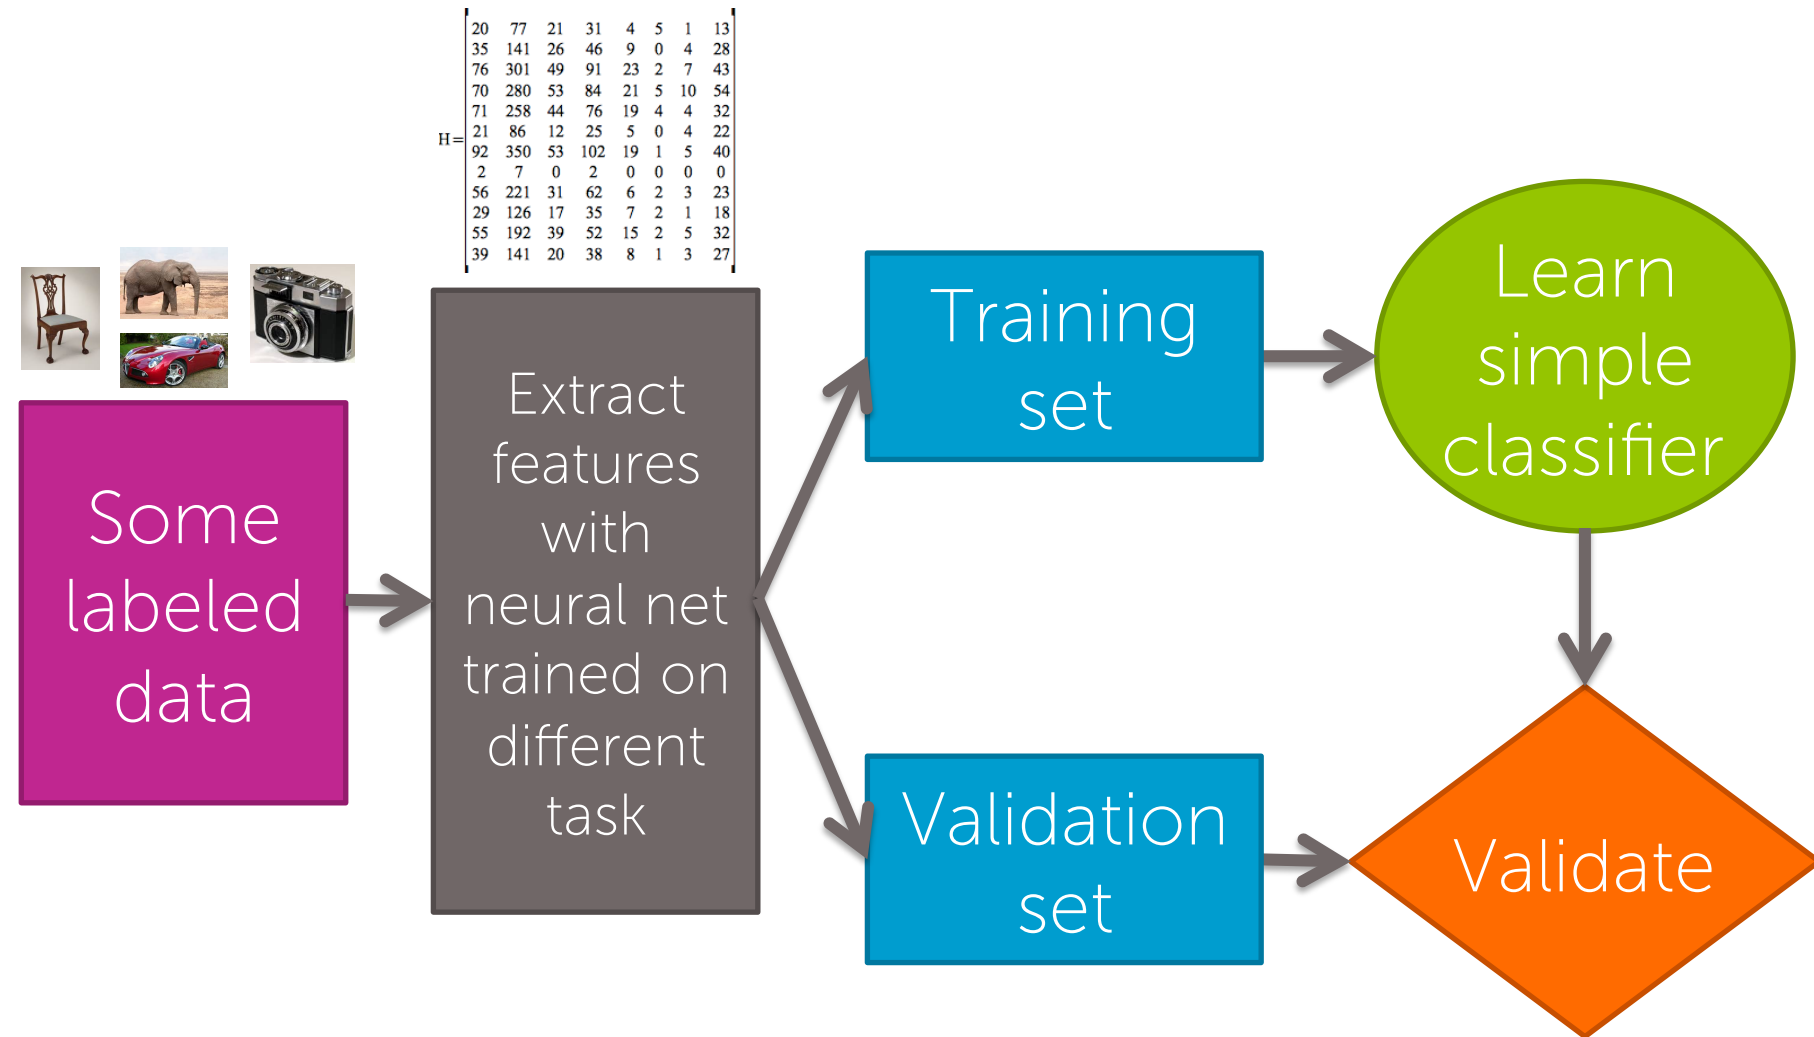 20 77 21 31 4 5 1 13
35 141 26 46 9 0 4 28
76 301 49 91 23 2 7 43
70 280 53 84 21 5 10 54
71 258 44 76 19 4 4 32
H= 21 86 12 25 5 0 4 22
92 350 53 102 19 1 5 40
2 7 0 2 0 0 0 0
56 221 31 62 6 2 3 23
29 126 17 35 7 2 1 18
55 192 39 52 15 2 5 32
39 141 20 38 8 1 3 27
Some
labeled
data
Extract
features
with
neural net
trained on
different
task
Training
set
Validation
set
Learn
simple
classifier
Validate